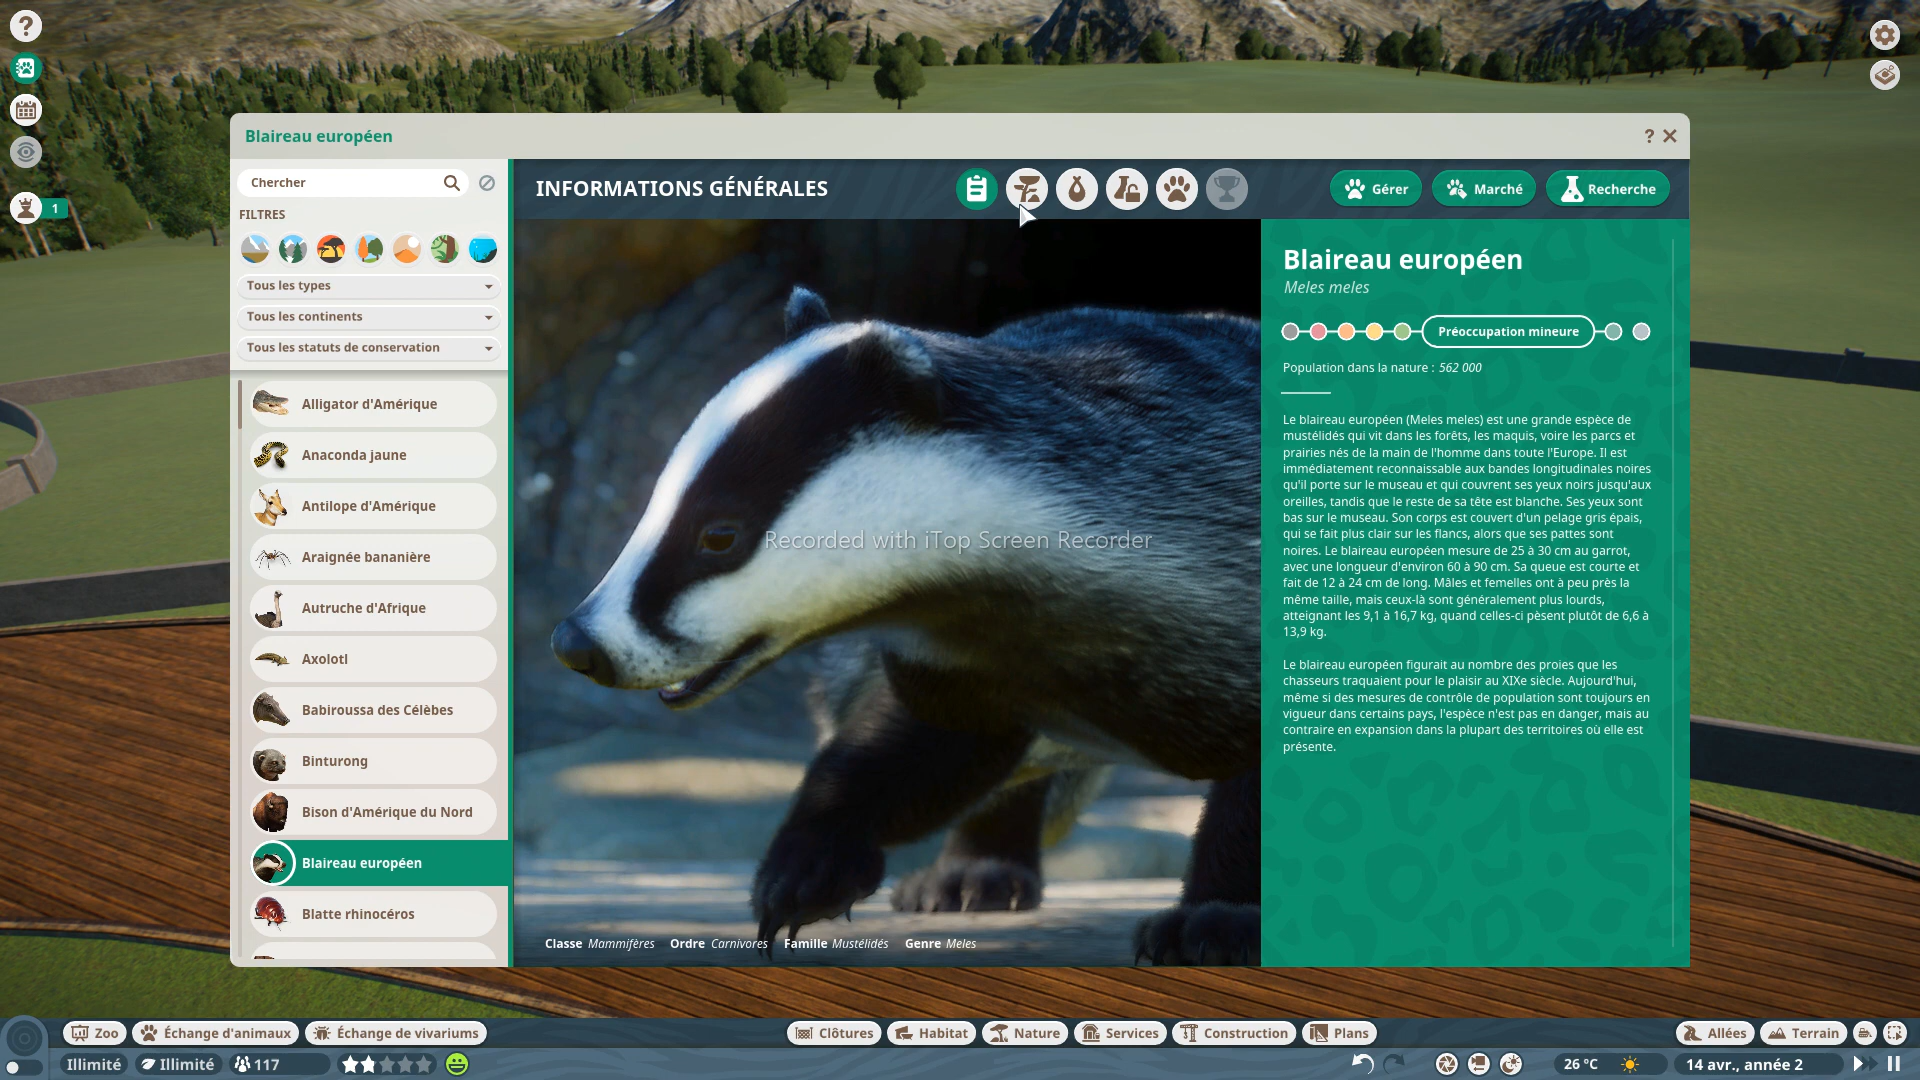 ?
1
Blaireau européen
? ✕
Chercher
FILTRES
Tous les types
Tous les continents
Tous les statuts de conservation
Alligator d'Amérique
Anaconda jaune
Antilope d'Amérique
Araignée bananière
Autruche d'Afrique
Axolotl
Babiroussa des Célèbes
Binturong
Bison d'Amérique du Nord
Blaireau européen
Blatte rhinocéros
INFORMATIONS GÉNÉRALES
Gérer Marché Recherche
Recorded with iTop Screen Recorder
Classe Mammifères Ordre Carnivores Famille Mustélidés Genre Meles
Blaireau européen
Meles meles
Préoccupation mineure
Population dans la nature : 562 000
Le blaireau européen (Meles meles) est une grande espèce de
mustélidés qui vit dans les forêts, les maquis, voire les parcs et
prairies nés de la main de l'homme dans toute l'Europe. Il est
immédiatement reconnaissable aux bandes longitudinales noires
qu'il porte sur le museau et qui couvrent ses yeux noirs jusqu'aux
oreilles, tandis que le reste de sa tête est blanche. Ses yeux sont
bas sur le museau. Son corps est couvert d'un pelage gris épais,
qui se fait plus clair sur les flancs, alors que ses pattes sont
noires. Le blaireau européen mesure de 25 à 30 cm au garrot,
avec une longueur d'environ 60 à 90 cm. Sa queue est courte et
fait de 12 à 24 cm de long. Mâles et femelles ont à peu près la
même taille, mais ceux-là sont généralement plus lourds,
atteignant les 9,1 à 16,7 kg, quand celles-ci pèsent plutôt de 6,6 à
13,9 kg.
Le blaireau européen figurait au nombre des proies que les
chasseurs traquaient pour le plaisir au XIXe siècle. Aujourd'hui,
même si des mesures de contrôle de population sont toujours en
vigueur dans certains pays, l'espèce n'est pas en danger, mais au
contraire en expansion dans la plupart des territoires où elle est
présente.
Zoo Échange d'animaux Échange de vivariums Clôtures Habitat Nature Services Construction Plans Allées Terrain
Illimité Illimité 117 26 °C 14 avr., année 2